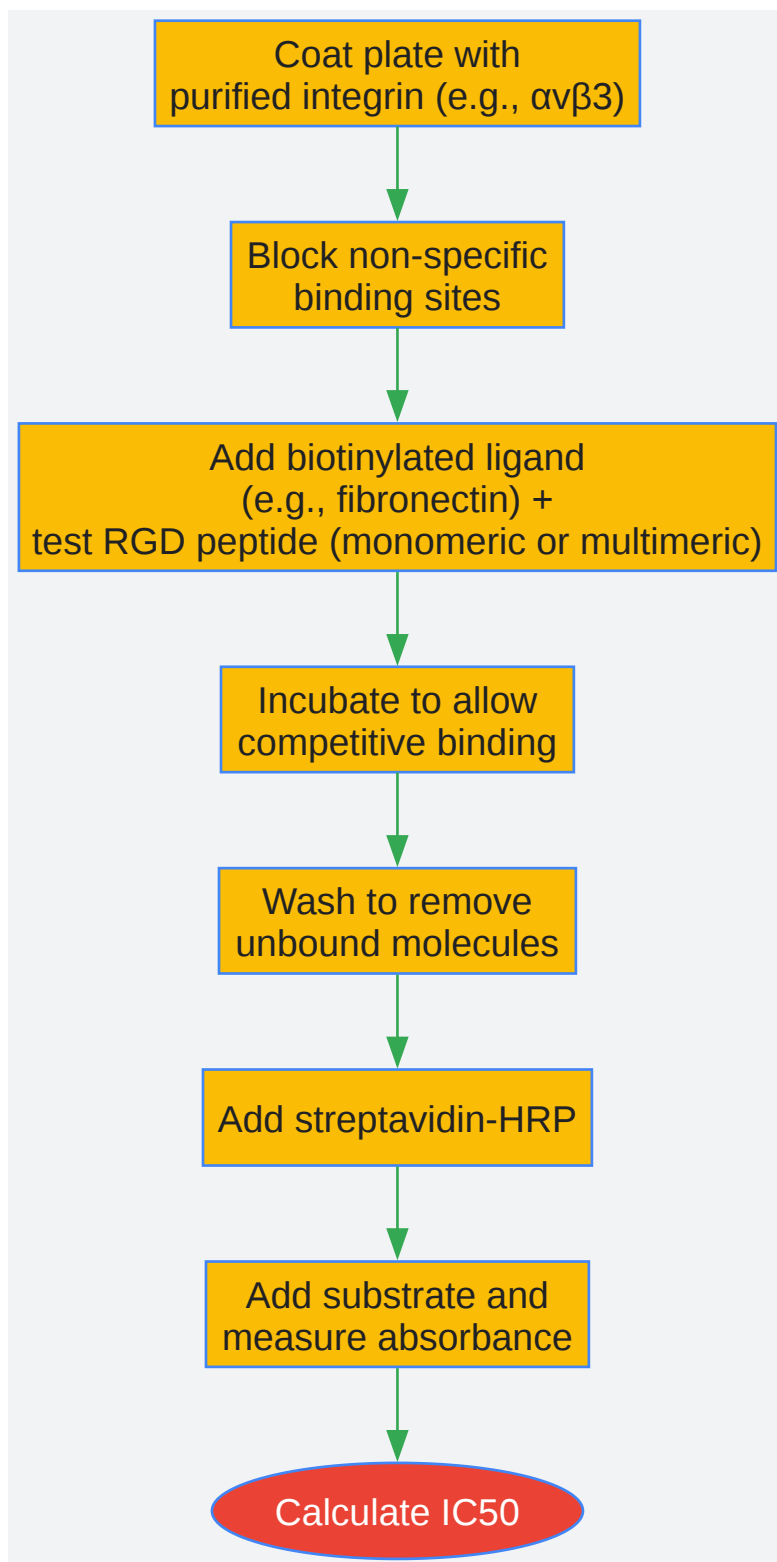 Coat plate with
purified integrin (e.g., αvβ3)
Block non-specific
binding sites
Add biotinylated ligand
(e.g., fibronectin) +
test RGD peptide (monomeric or multimeric)
Incubate to allow
competitive binding
Wash to remove
unbound molecules
Add streptavidin-HRP
Add substrate and
measure absorbance
Calculate IC50